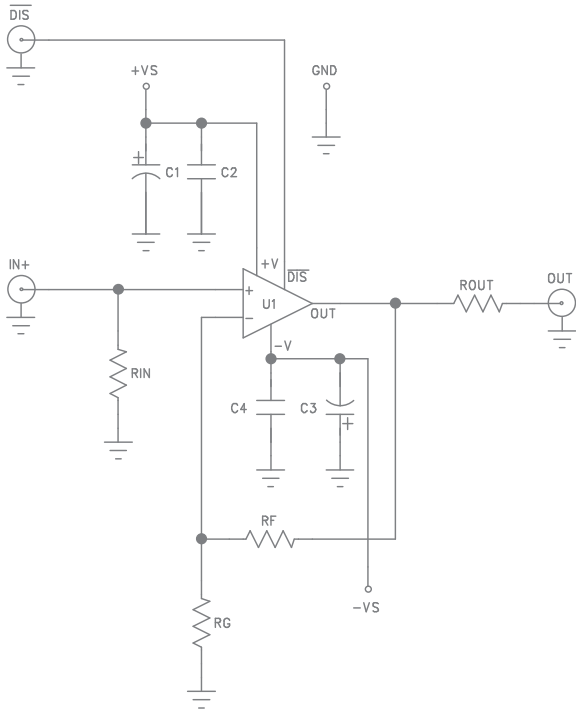 DIS
+VS
GND
+
C1
C2
IN+
+V
DIS
+
U1
−
OUT
ROUT
OUT
−V
RIN
C4
C3
+
RF
−VS
RG